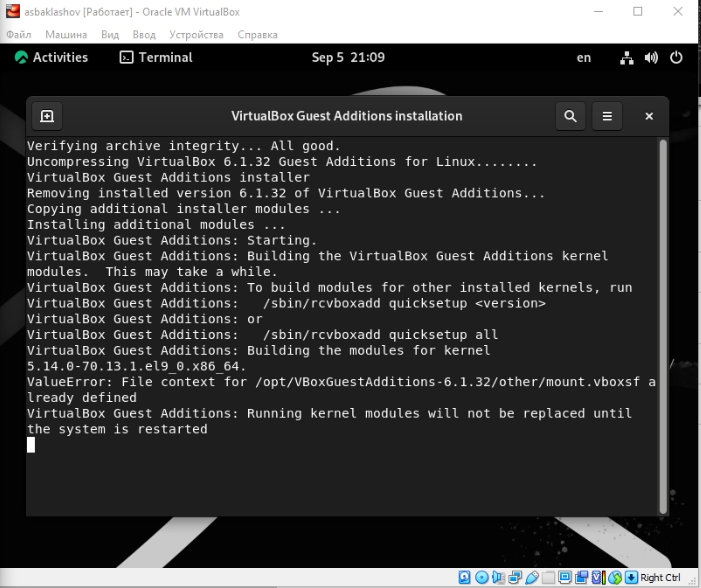 asbaklashov [Работает] - Oracle VM VirtualBox
Файл Машина Вид Ввод Устройства Справка
Activities Terminal Sep 5 21:09 en
VirtualBox Guest Additions installation
Verifying archive integrity... All good.
Uncompressing VirtualBox 6.1.32 Guest Additions for Linux........
VirtualBox Guest Additions installer
Removing installed version 6.1.32 of VirtualBox Guest Additions...
Copying additional installer modules ...
Installing additional modules ...
VirtualBox Guest Additions: Starting.
VirtualBox Guest Additions: Building the VirtualBox Guest Additions kernel
modules.  This may take a while.
VirtualBox Guest Additions: To build modules for other installed kernels, run
VirtualBox Guest Additions:   /sbin/rcvboxadd quicksetup <version>
VirtualBox Guest Additions: or
VirtualBox Guest Additions:   /sbin/rcvboxadd quicksetup all
VirtualBox Guest Additions: Building the modules for kernel
5.14.0-70.13.1.el9_0.x86_64.
ValueError: File context for /opt/VBoxGuestAdditions-6.1.32/other/mount.vboxsf a
lready defined
VirtualBox Guest Additions: Running kernel modules will not be replaced until
the system is restarted
Right Ctrl